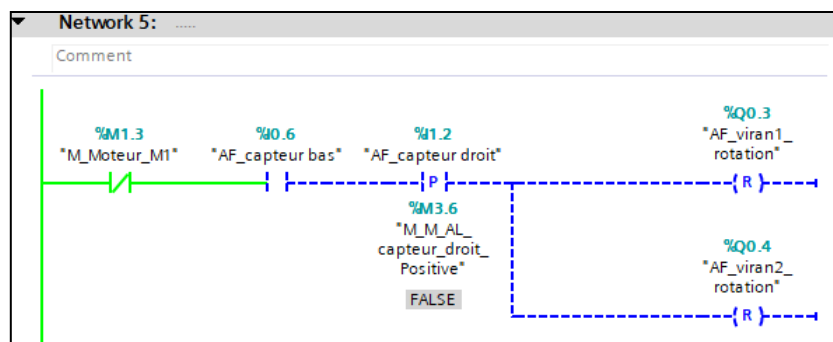 Network 5: .....
Comment
%M1.3
"M_Moteur_M1"
%I0.6
"AF_capteur bas"
%I1.2
"AF_capteur droit"
P
%M3.6
"M_M_AL_
capteur_droit_
Positive"
FALSE
%Q0.3
"AF_viran1_
rotation"
R
%Q0.4
"AF_viran2_
rotation"
R